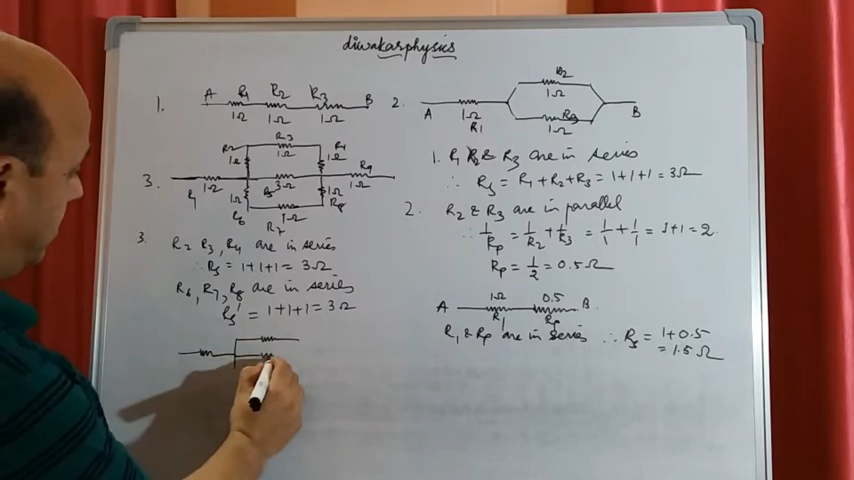 diwakarphysics
1. A R1 R2 R3 B
1Ω 1Ω 1Ω
2. A R1 1Ω R2 1Ω R3 1Ω B
3. R1 1Ω R2 1Ω R3 1Ω R4 1Ω R5 3Ω R6 1Ω R7 1Ω R8 1Ω R9 1Ω
1. R1 R2 & R3 are in series
∴ Rs = R1 + R2 + R3 = 1+1+1 = 3Ω
2. R2 & R3 are in parallel
∴ 1/Rp = 1/R2 + 1/R3 = 1/1 + 1/1 = 1+1 = 2.
Rp = 1/2 = 0.5Ω
A 1Ω R1 0.5 Rp B
R1 & Rp are in series ∴ Rs = 1+0.5
= 1.5Ω
3. R2 R3, R4 are in series
∴ Rs = 1+1+1 = 3Ω
R6, R7, R8 are in series
Rs' = 1+1+1 = 3Ω